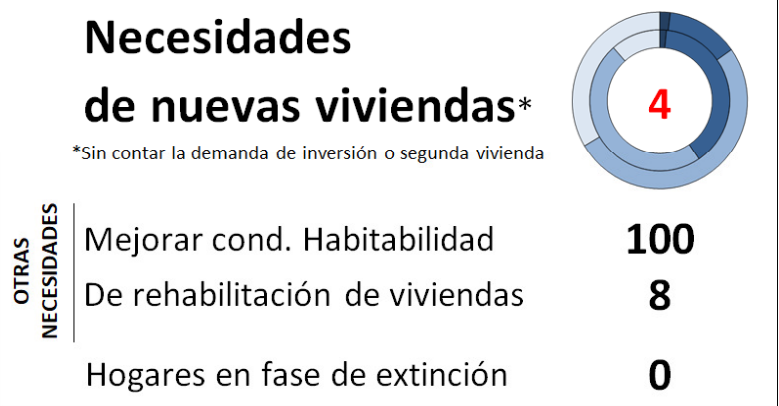 Necesidades
de nuevas viviendas*
4
*Sin contar la demanda de inversión o segunda vivienda
OTRAS
NECESIDADES
Mejorar cond. Habitabilidad 100
De rehabilitación de viviendas 8
Hogares en fase de extinción 0